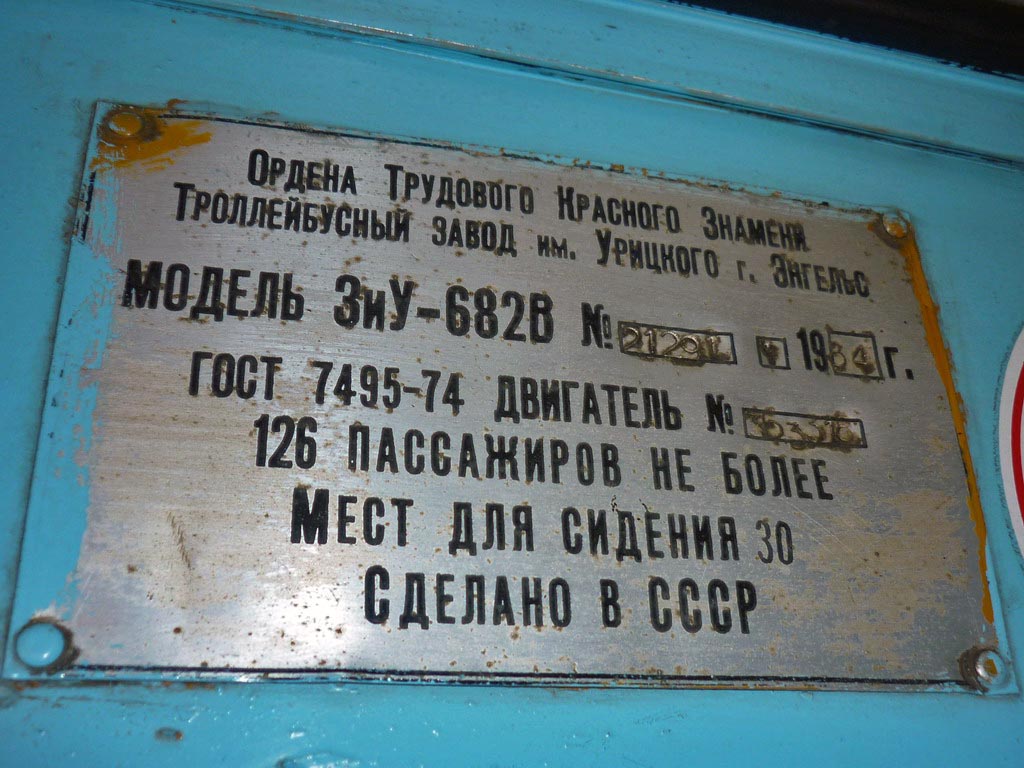 Ордена Трудового Красного Знамени
Троллейбусный завод им. Урицкого г. Энгельс
Модель ЗиУ-682В № 1984 г.
ГОСТ 7495-74 двигатель №
126 пассажиров не более
Мест для сидения 30
Сделано в СССР